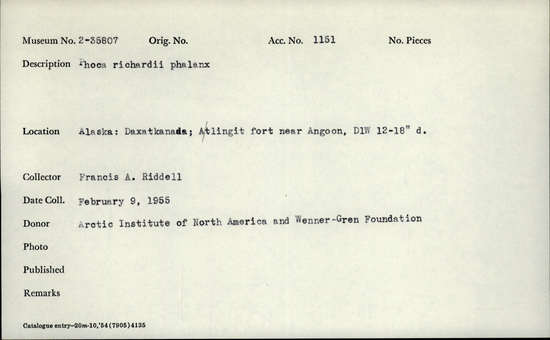 Museum No. 2-35807 Orig. No. Acc. No. 1151 No. Pieces
Description Phoca richardii phalanx
Location Alaska: Daxatkanada; Atlingit fort near Angoon, D1W 12-18" d.
Collector Francis A. Riddell
Date Coll. February 9, 1955
Donor Arctic Institute of North America and Wenner-Gren Foundation
Photo
Published
Remarks
Catalogue entry—20m-10,'54(7905)4135